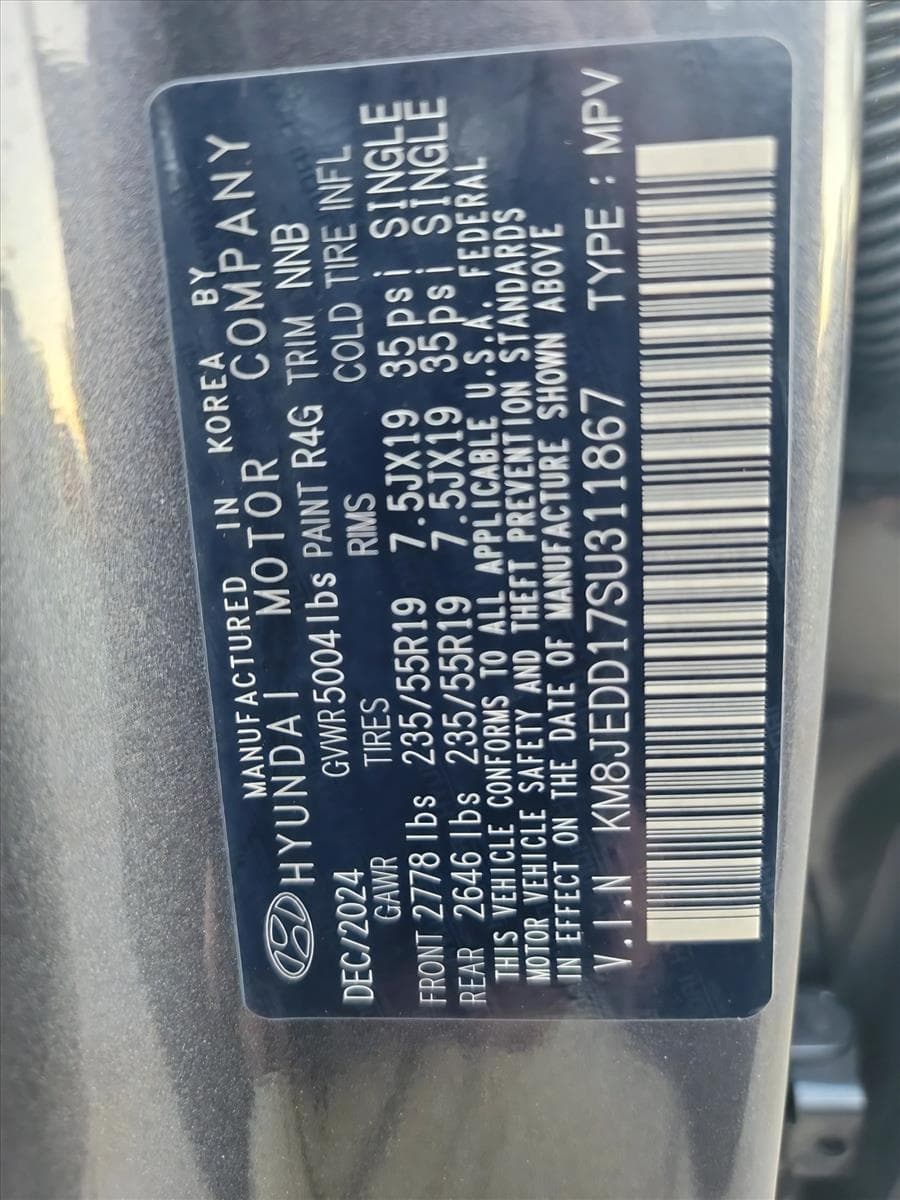 MANUFACTURED IN KOREA BY
HYUNDAI MOTOR COMPANY
GVWR 5004 lbs PAINT R4G TRIM NNB
DEC/2024 TIRES RIMS COLD TIRE INFL
GAWR
FRONT 2778 lbs 235/55R19 7.5JX19 35psi SINGLE
REAR 2646 lbs 235/55R19 7.5JX19 35psi SINGLE
THIS VEHICLE CONFORMS TO ALL APPLICABLE U.S.A. FEDERAL
MOTOR VEHICLE SAFETY AND THEFT PREVENTION STANDARDS
IN EFFECT ON THE DATE OF MANUFACTURE SHOWN ABOVE
V.I.N KM8JEDD17SU311867 TYPE : MPV